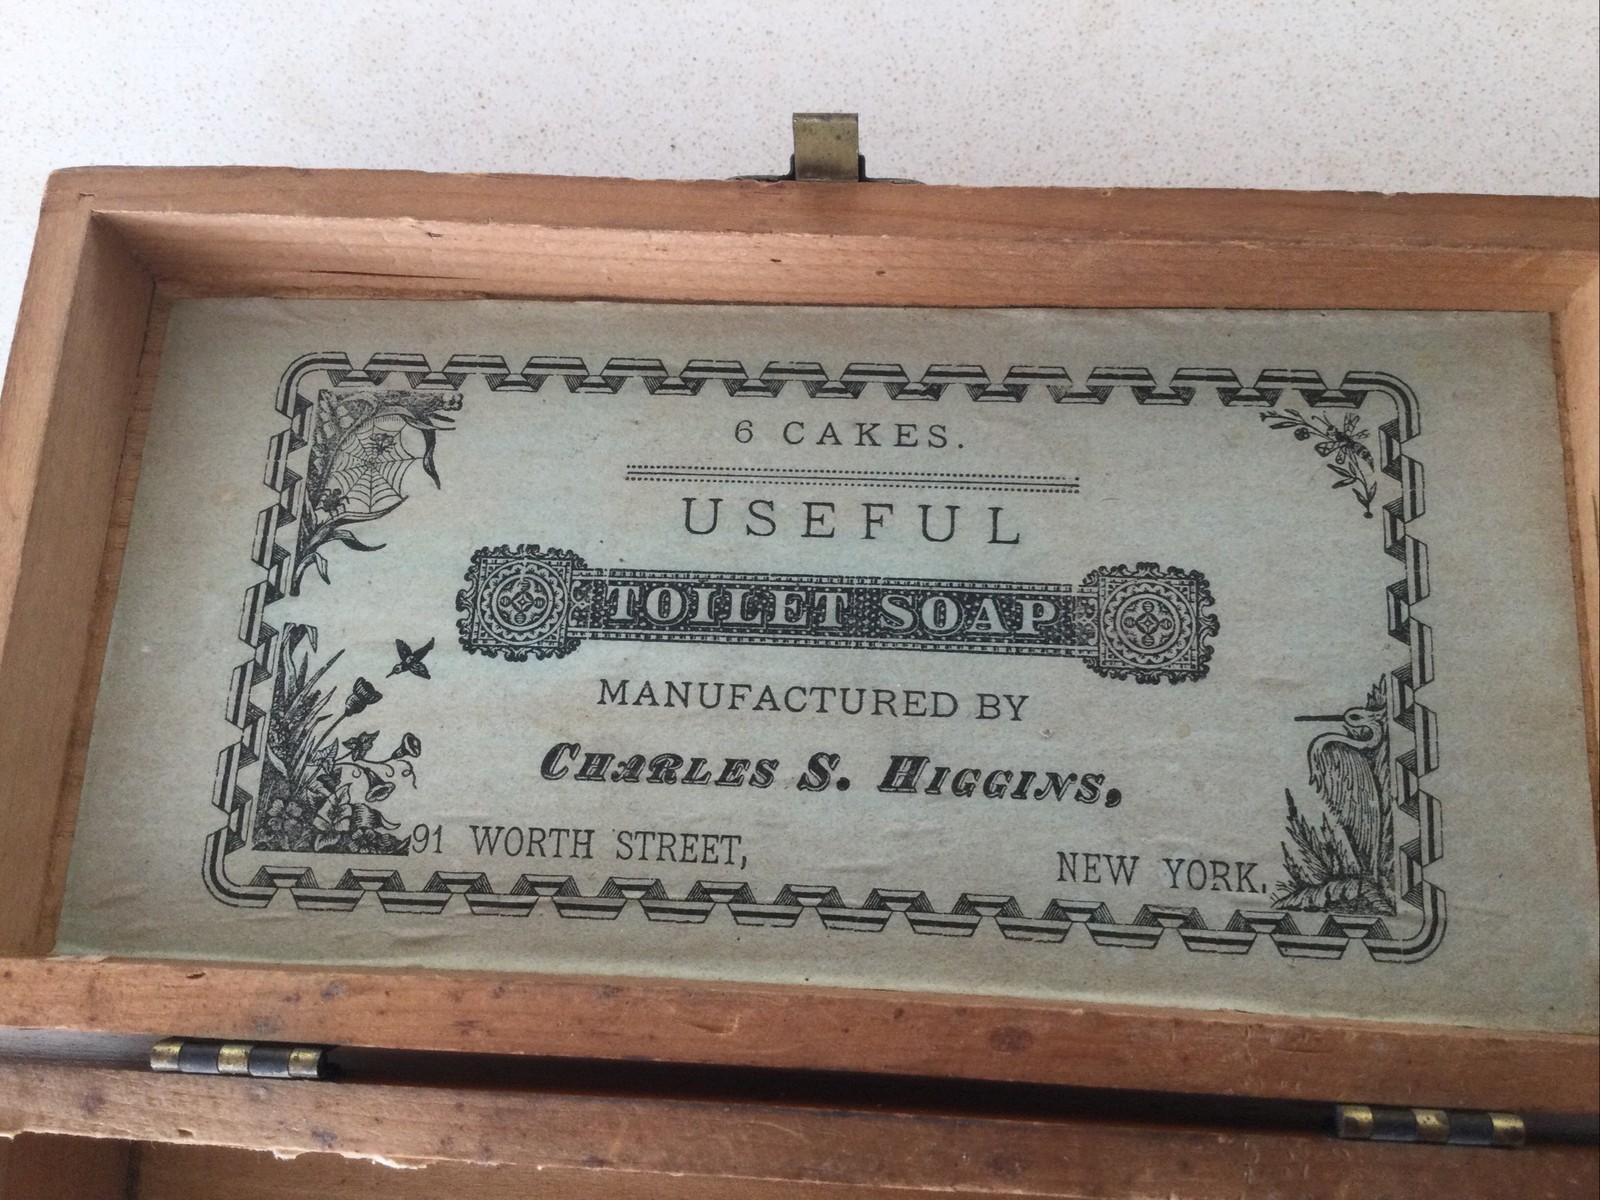 6 CAKES.
USEFUL
TOILET SOAP
MANUFACTURED BY
CHARLES S. HIGGINS,
91 WORTH STREET, NEW YORK.